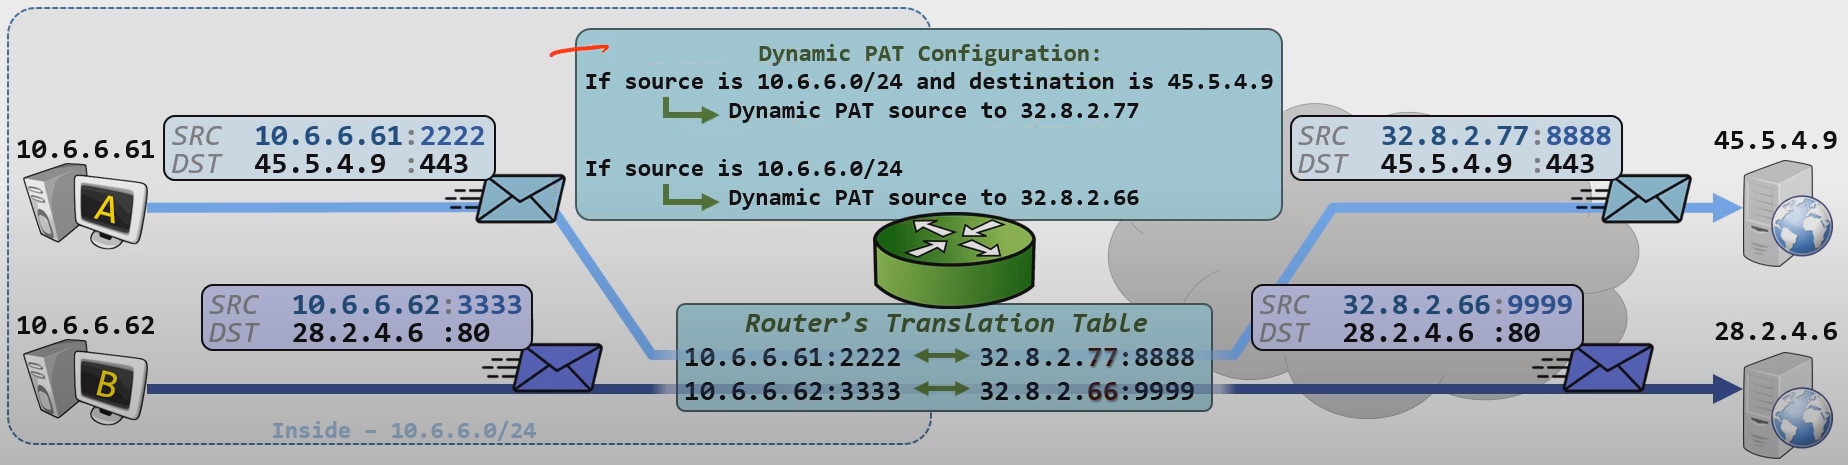 Dynamic PAT Configuration:
If source is 10.6.6.0/24 and destination is 45.5.4.9
Dynamic PAT source to 32.8.2.77
If source is 10.6.6.0/24
Dynamic PAT source to 32.8.2.66
10.6.6.61
A
SRC 10.6.6.61:2222
DST 45.5.4.9 :443
SRC 32.8.2.77:8888
DST 45.5.4.9 :443
45.5.4.9
10.6.6.62
B
SRC 10.6.6.62:3333
DST 28.2.4.6 :80
Router's Translation Table
10.6.6.61:2222 ↔ 32.8.2.77:8888
10.6.6.62:3333 ↔ 32.8.2.66:9999
SRC 32.8.2.66:9999
DST 28.2.4.6 :80
28.2.4.6
Inside – 10.6.6.0/24